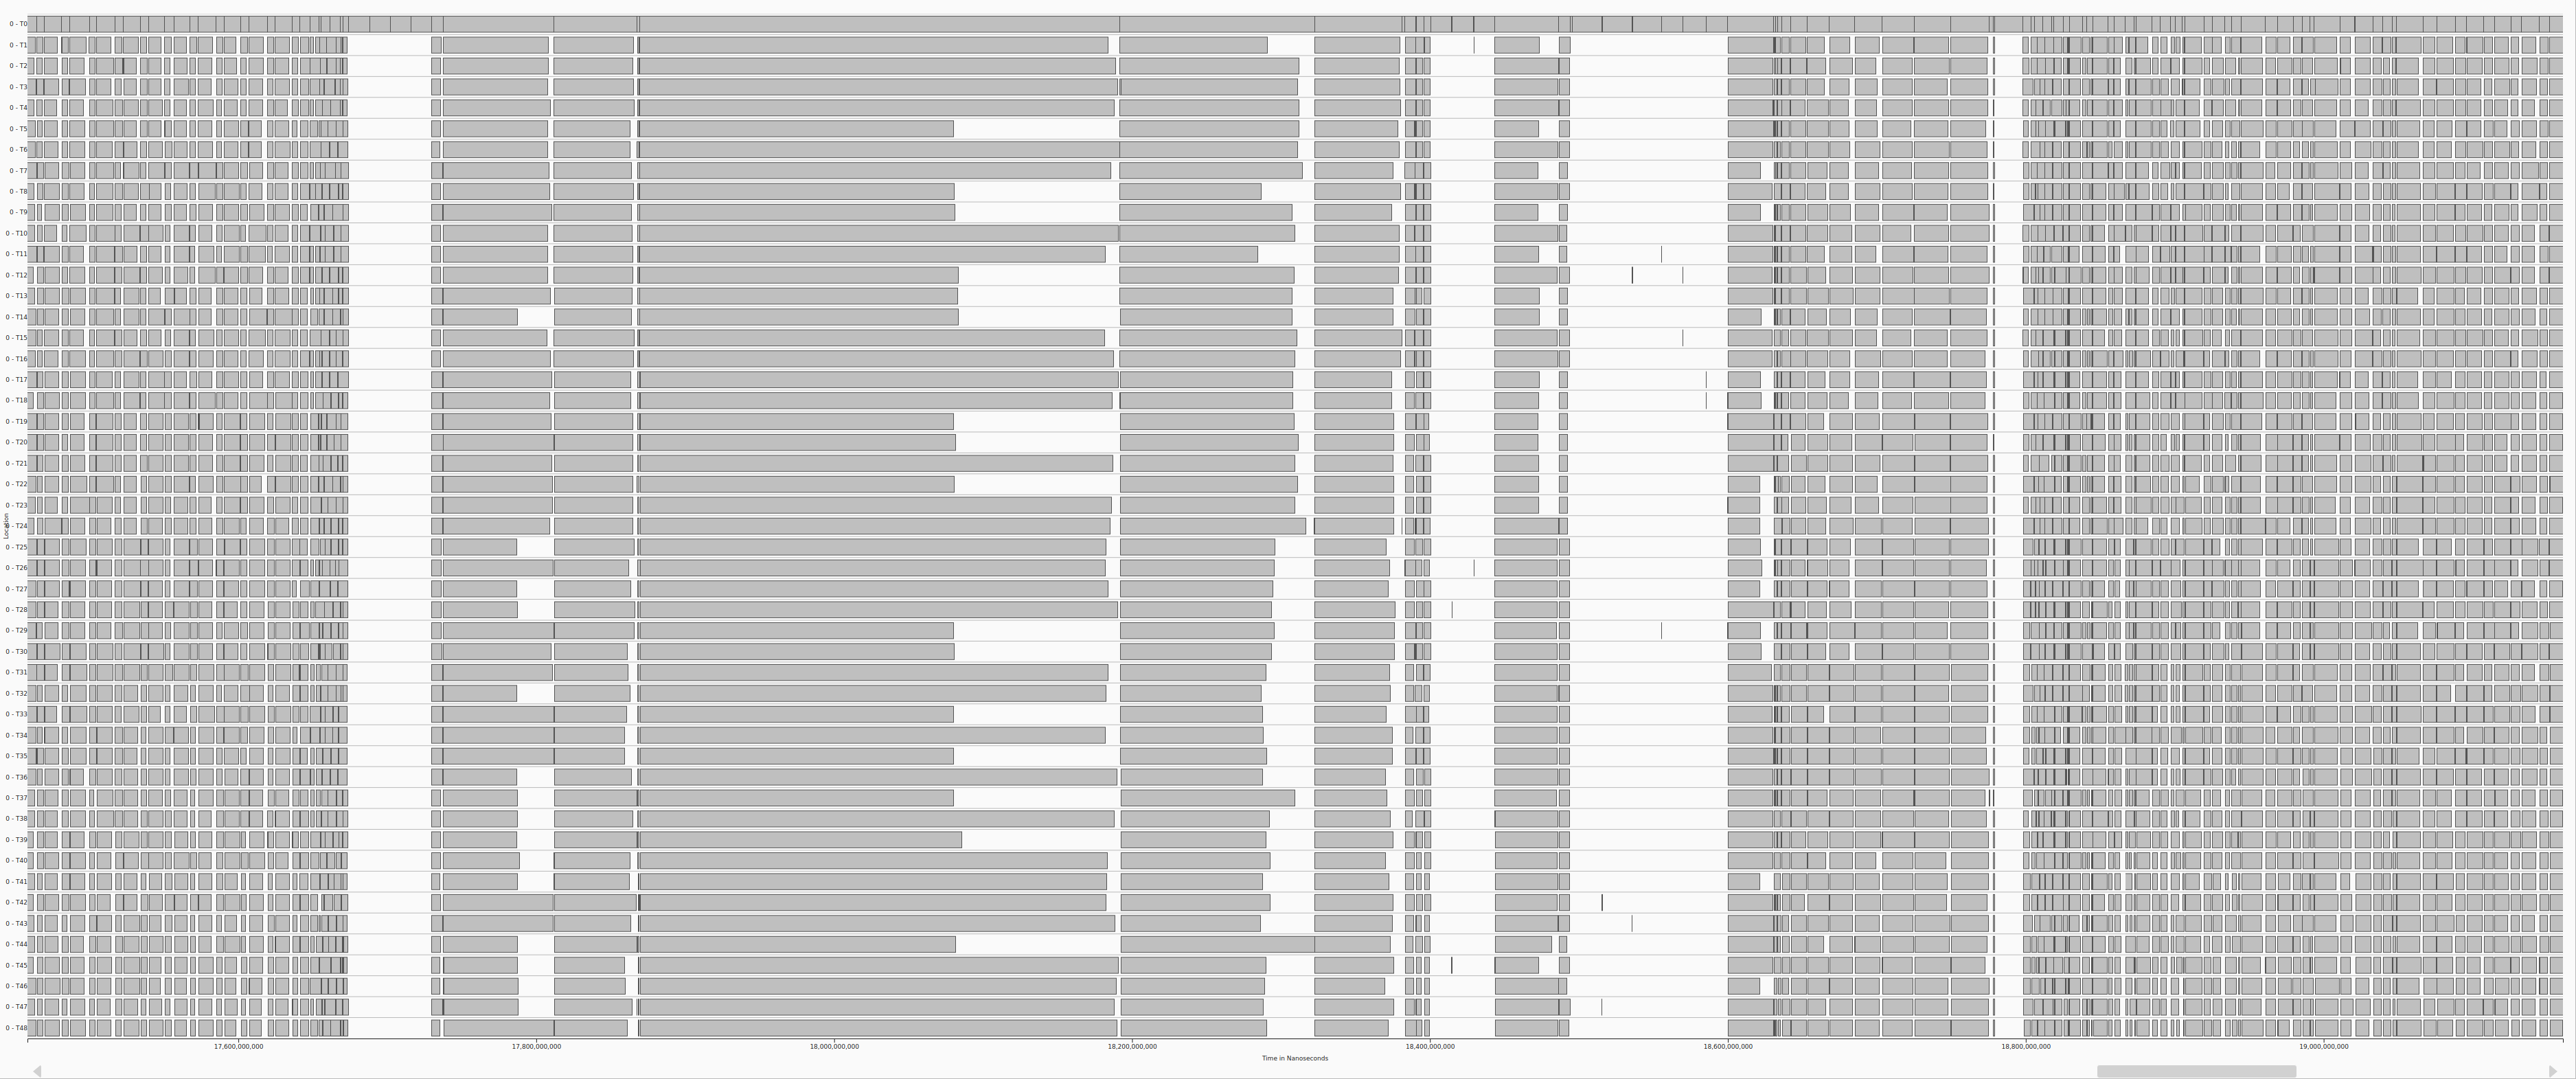 0 - T0
0 - T1
0 - T2
0 - T3
0 - T4
0 - T5
0 - T6
0 - T7
0 - T8
0 - T9
0 - T10
0 - T11
0 - T12
0 - T13
0 - T14
0 - T15
0 - T16
0 - T17
0 - T18
0 - T19
0 - T20
0 - T21
0 - T22
0 - T23
Location
0 - T24
0 - T25
0 - T26
0 - T27
0 - T28
0 - T29
0 - T30
0 - T31
0 - T32
0 - T33
0 - T34
0 - T35
0 - T36
0 - T37
0 - T38
0 - T39
0 - T40
0 - T41
0 - T42
0 - T43
0 - T44
0 - T45
0 - T46
0 - T47
0 - T48
17,600,000,000 17,800,000,000 18,000,000,000 18,200,000,000 18,400,000,000 18,600,000,000 18,800,000,000 19,000,000,000
Time in Nanoseconds